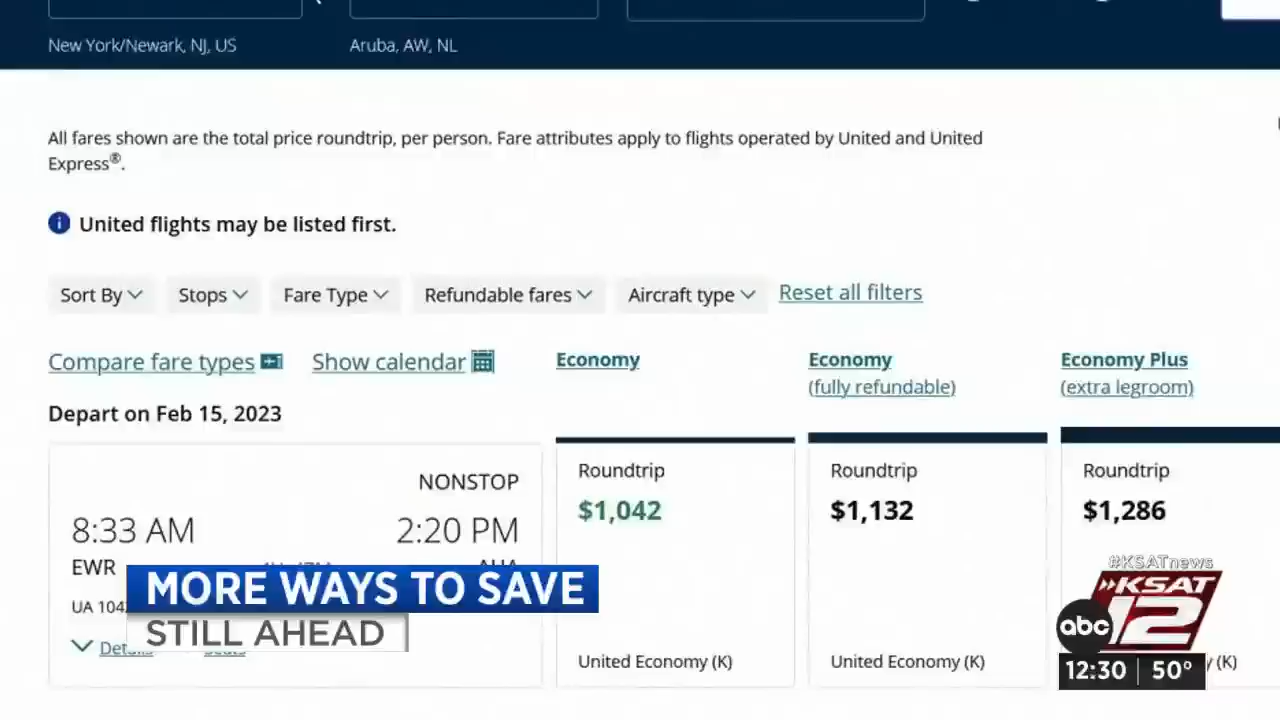 New York/Newark, NJ, US
Aruba, AW, NL
All fares shown are the total price roundtrip, per person. Fare attributes apply to flights operated by United and United
Express®.
United flights may be listed first.
Sort By
Stops
Fare Type
Refundable fares
Aircraft type
Reset all filters
Compare fare types
Show calendar
Economy
Economy
(fully refundable)
Economy Plus
(extra legroom)
Depart on Feb 15, 2023
NONSTOP
8:33 AM
2:20 PM
EWR
UA
Roundtrip
$1,042
United Economy (K)
Roundtrip
$1,132
United Economy (K)
Roundtrip
$1,286
(K)
MORE WAYS TO SAVE
STILL AHEAD
#KSATnews
KSAT
12
abc
12:30
50°